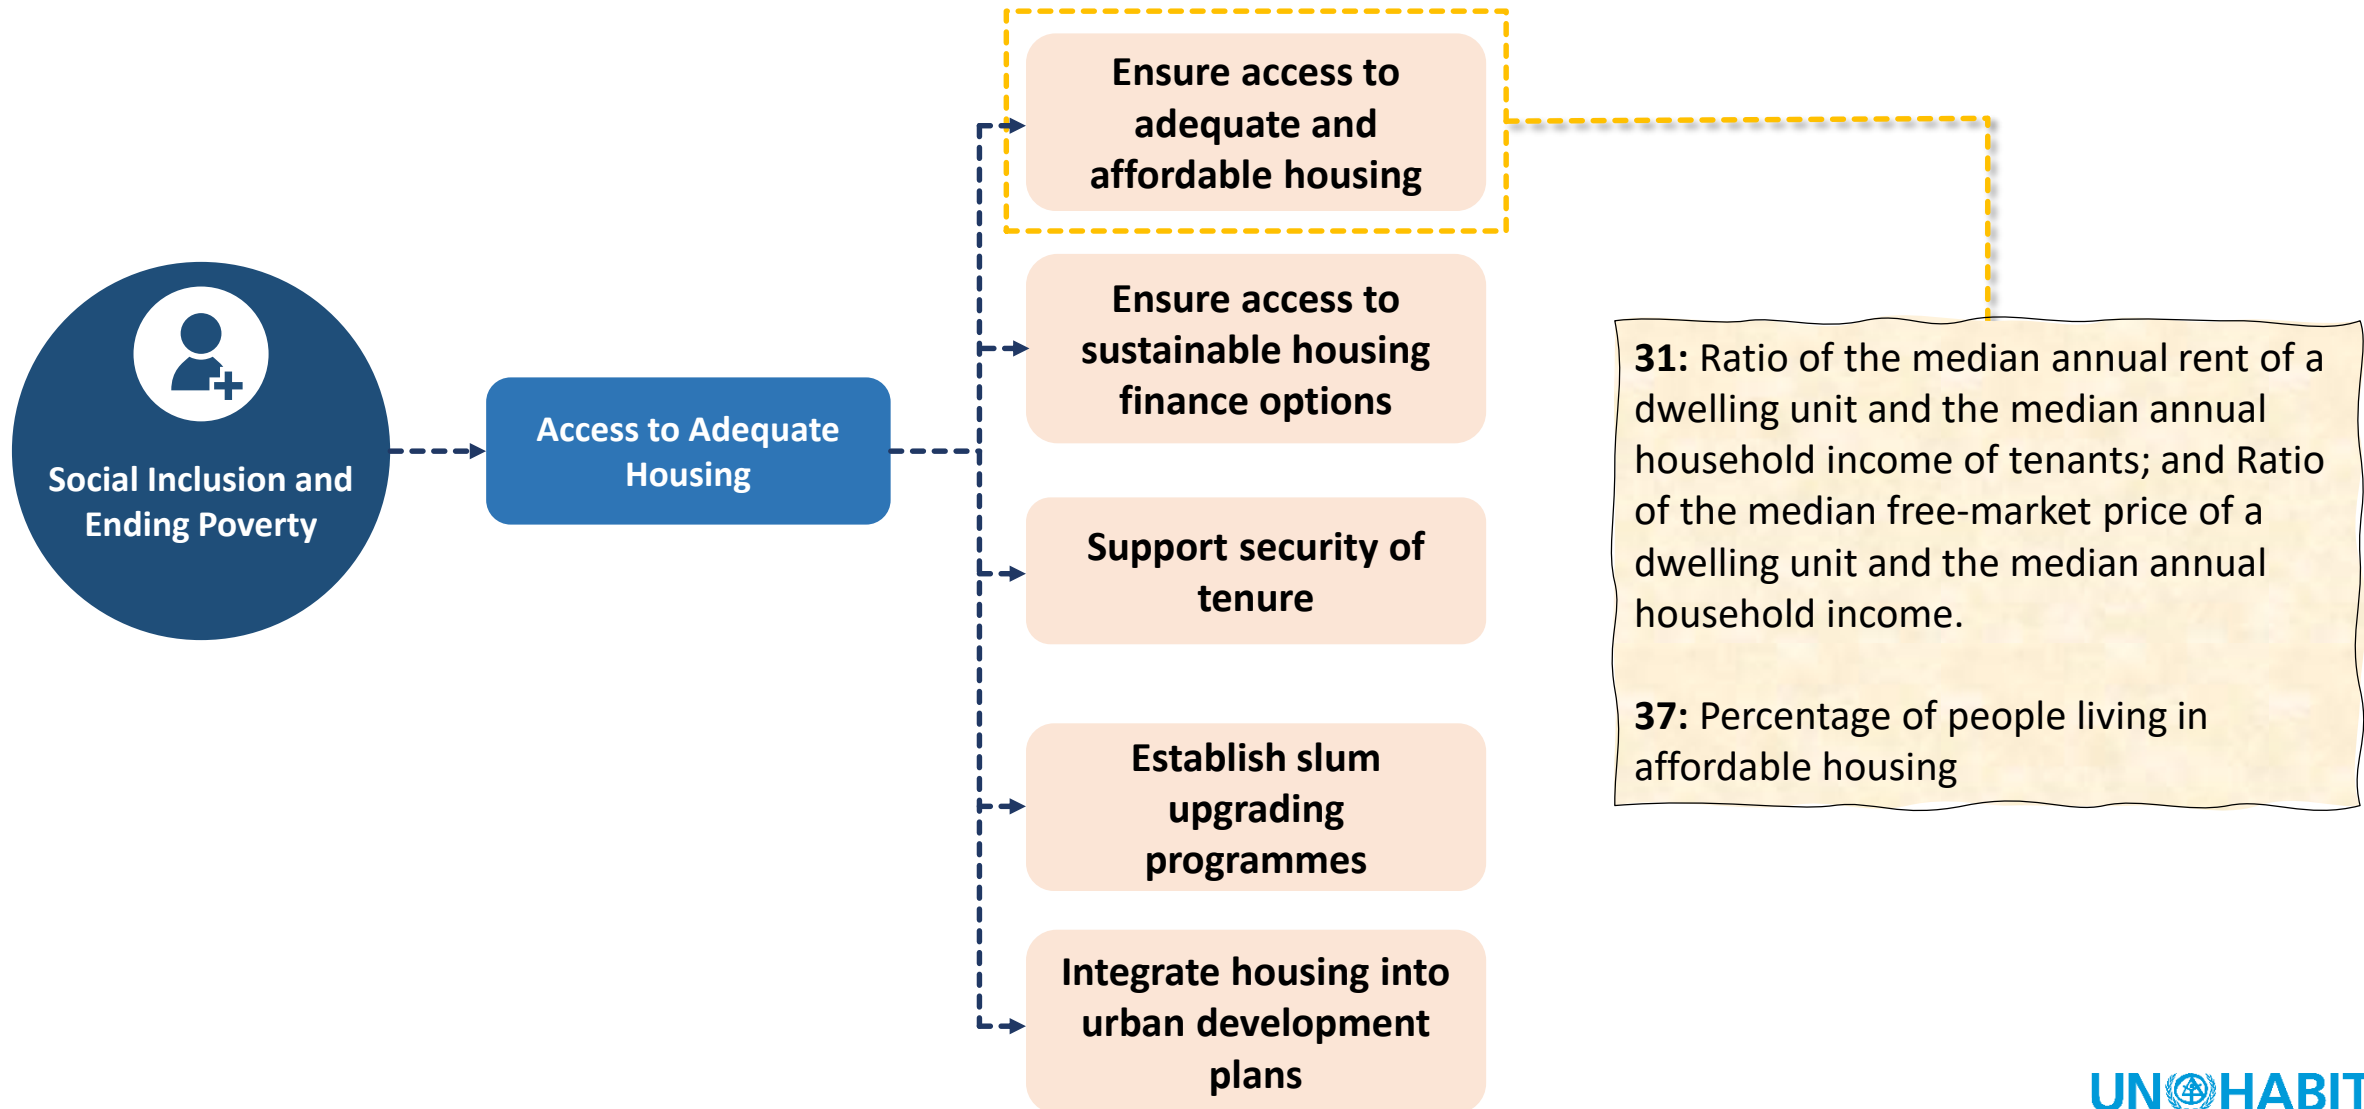 Ensure access to
adequate and
affordable housing
Ensure access to
sustainable housing
finance options
Social Inclusion and
Ending Poverty
Access to Adequate
Housing
Support security of
tenure
Establish slum
upgrading
programmes
Integrate housing into
urban development
plans
31: Ratio of the median annual rent of a
dwelling unit and the median annual
household income of tenants; and Ratio
of the median free-market price of a
dwelling unit and the median annual
household income.
37: Percentage of people living in
affordable housing
UN HABIT